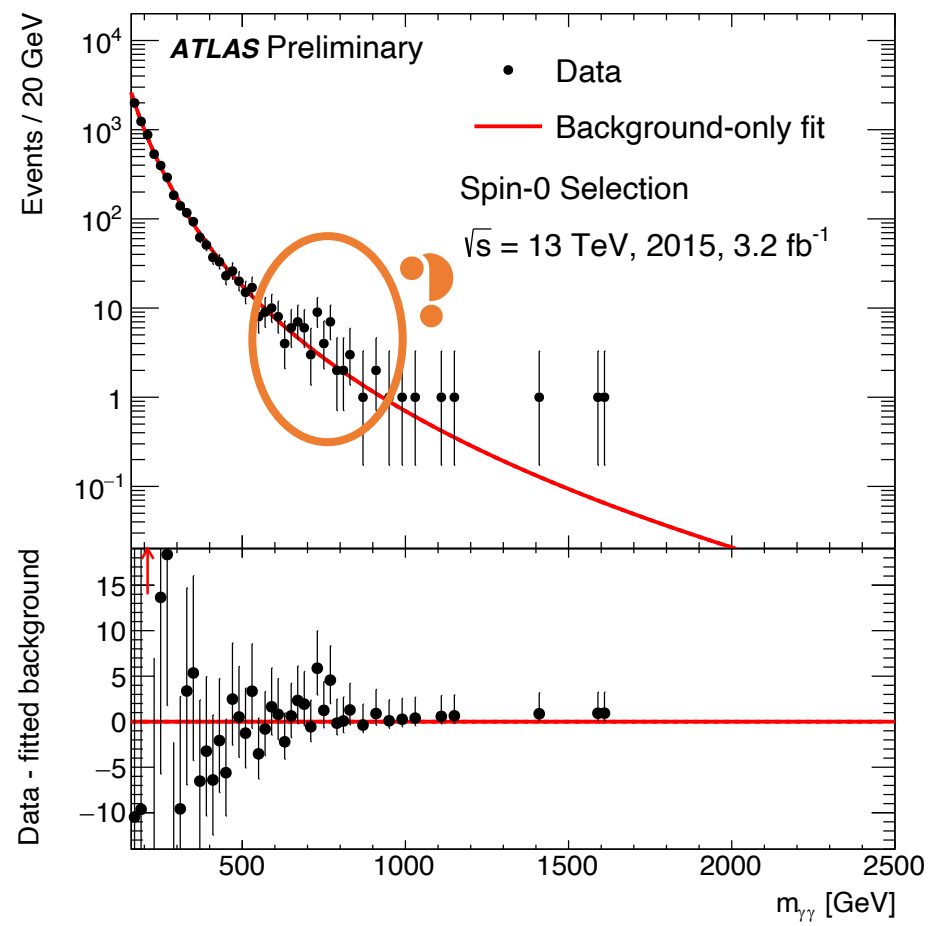 ATLAS Preliminary
Data
Background-only fit
Spin-0 Selection
√s = 13 TeV, 2015, 3.2 fb⁻¹
Events / 20 GeV
10⁴
10³
10²
10
1
10⁻¹
?
Data - fitted background
15
10
5
0
−5
−10
500
1000
1500
2000
2500
mγγ [GeV]